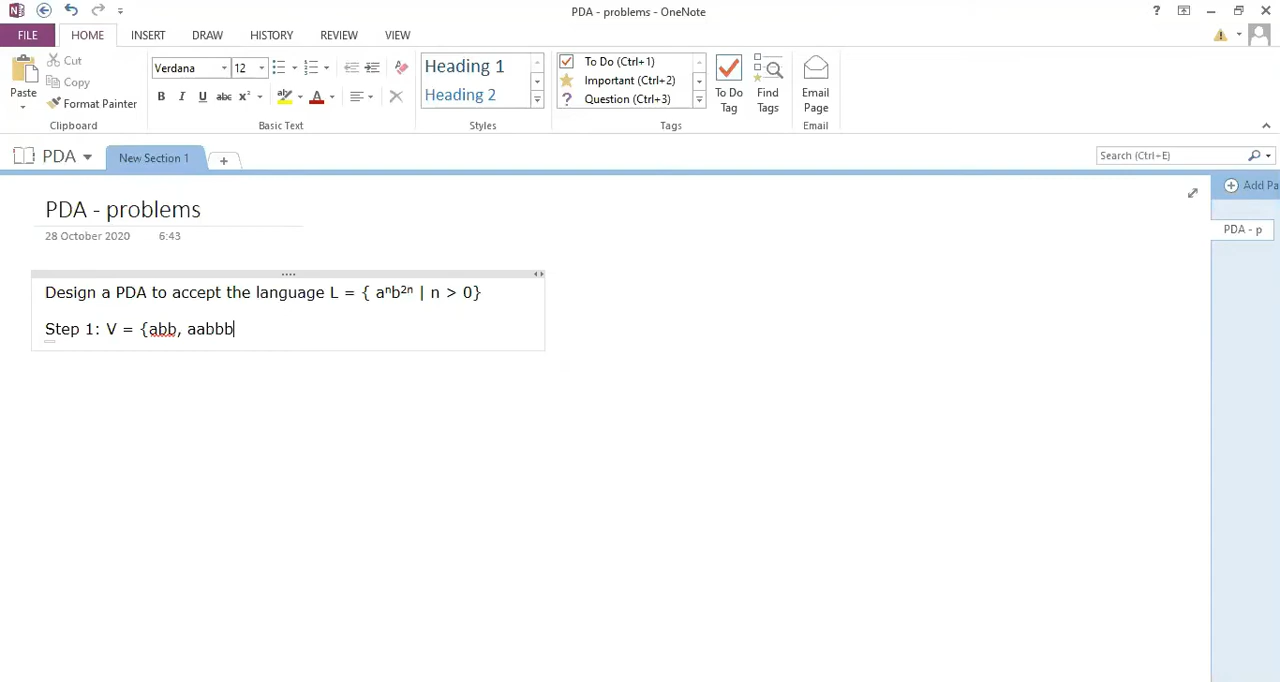 PDA - problems - OneNote
?
FILE HOME INSERT DRAW HISTORY REVIEW VIEW
Paste
Cut
Copy
Format Painter
Clipboard
Verdana 12
B I U abc X²
A
Basic Text
Heading 1
Heading 2
Styles
To Do (Ctrl+1)
Important (Ctrl+2)
? Question (Ctrl+3)
To Do Tag
Find Tags
Tags
Email Page
Email
PDA
New Section 1
+
Search (Ctrl+E)
Add Pa
PDA - p
PDA - problems
28 October 2020 6:43
Design a PDA to accept the language L = { aⁿb²ⁿ | n > 0}
Step 1: V = {abb, aabbb